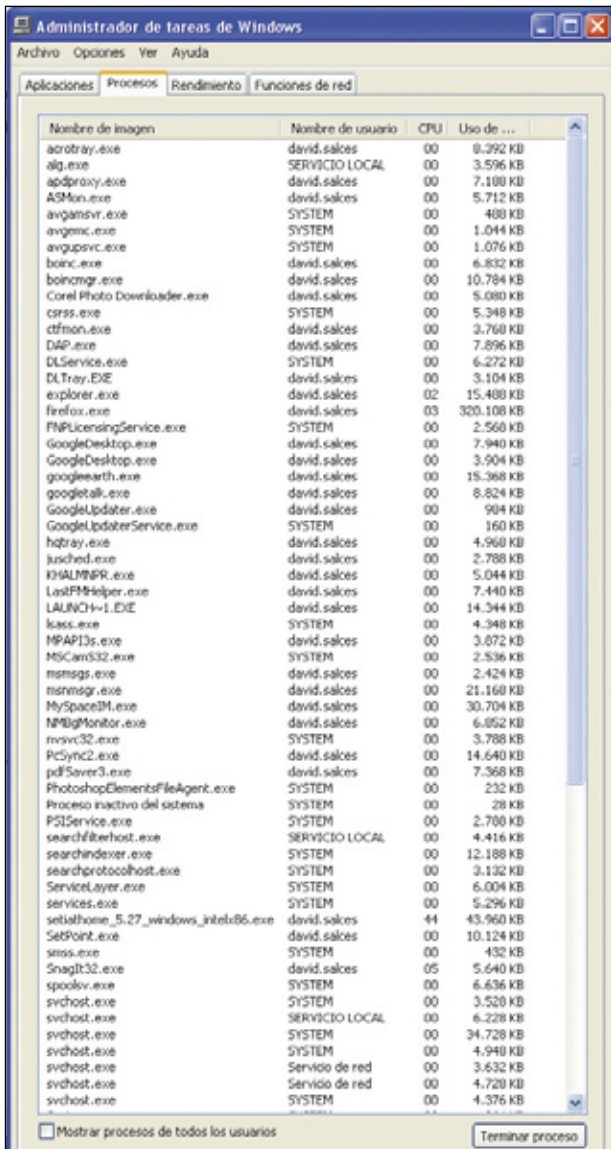 Administrador de tareas de Windows
Archivo Opciones Ver Ayuda
Aplicaciones Procesos Rendimiento Funciones de red
Nombre de imagen Nombre de usuario CPU Uso de ...
acrotray.exe david.salces 00 8.392 KB
alg.exe SERVICIO LOCAL 00 3.596 KB
apdproxy.exe david.salces 00 7.188 KB
ASMon.exe david.salces 00 5.712 KB
avgamsvr.exe SYSTEM 00 488 KB
avgemc.exe SYSTEM 00 1.044 KB
avgupsvc.exe SYSTEM 00 1.076 KB
boinc.exe david.salces 00 6.832 KB
boincmgr.exe david.salces 00 10.784 KB
Corel Photo Downloader.exe david.salces 00 5.080 KB
csrss.exe SYSTEM 00 5.348 KB
ctfmon.exe david.salces 00 3.768 KB
DAP.exe david.salces 00 7.896 KB
DLService.exe SYSTEM 00 6.272 KB
DLTray.EXE david.salces 00 3.104 KB
explorer.exe david.salces 02 15.488 KB
firefox.exe david.salces 03 320.108 KB
FNPLicensingService.exe SYSTEM 00 2.568 KB
GoogleDesktop.exe david.salces 00 7.940 KB
GoogleDesktop.exe david.salces 00 3.904 KB
googleearth.exe david.salces 00 15.368 KB
googletalk.exe david.salces 00 8.824 KB
GoogleUpdater.exe david.salces 00 984 KB
GoogleUpdaterService.exe SYSTEM 00 160 KB
hqtray.exe david.salces 00 4.968 KB
jusched.exe david.salces 00 2.788 KB
KHALMNPR.exe david.salces 00 5.044 KB
LastFMHelper.exe david.salces 00 7.440 KB
LAUNCH~1.EXE david.salces 00 14.344 KB
lsass.exe SYSTEM 00 4.348 KB
MPAPI3s.exe david.salces 00 3.872 KB
MSCamS32.exe SYSTEM 00 2.536 KB
msmsgs.exe david.salces 00 2.424 KB
msnmsgr.exe david.salces 00 21.168 KB
MySpaceIM.exe david.salces 00 30.704 KB
NMBgMonitor.exe david.salces 00 6.852 KB
nvsvc32.exe SYSTEM 00 3.788 KB
PcSync2.exe david.salces 00 14.640 KB
pdfSaver3.exe david.salces 00 7.368 KB
PhotoshopElementsFileAgent.exe SYSTEM 00 232 KB
Proceso inactivo del sistema SYSTEM 00 28 KB
PSIService.exe SYSTEM 00 2.788 KB
searchfilterhost.exe SERVICIO LOCAL 00 4.416 KB
searchindexer.exe SYSTEM 00 12.188 KB
searchprotocolhost.exe SYSTEM 00 3.132 KB
ServiceLayer.exe SYSTEM 00 6.004 KB
services.exe SYSTEM 00 5.296 KB
setiathome_5.27_windows_intelx86.exe david.salces 44 43.960 KB
SetPoint.exe david.salces 00 10.124 KB
smss.exe SYSTEM 00 432 KB
SnagIt32.exe david.salces 05 5.640 KB
spoolsv.exe SYSTEM 00 6.636 KB
svchost.exe SYSTEM 00 3.528 KB
svchost.exe SERVICIO LOCAL 00 6.228 KB
svchost.exe SYSTEM 00 34.728 KB
svchost.exe SYSTEM 00 4.948 KB
svchost.exe Servicio de red 00 3.632 KB
svchost.exe Servicio de red 00 4.728 KB
svchost.exe SYSTEM 00 4.376 KB
Mostrar procesos de todos los usuarios
Terminar proceso